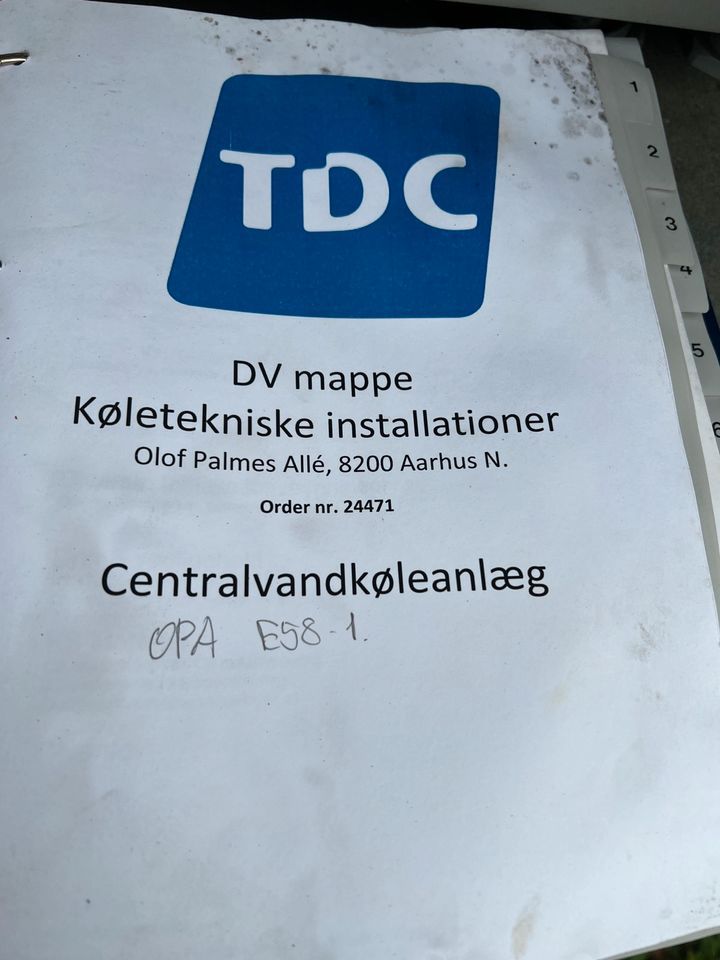 TDC
DV mappe
Køletekniske installationer
Olof Palmes Allé, 8200 Aarhus N.
Order nr. 24471
Centralvandkøleanlæg
OPA E58-1.
1
2
3
4
5
6